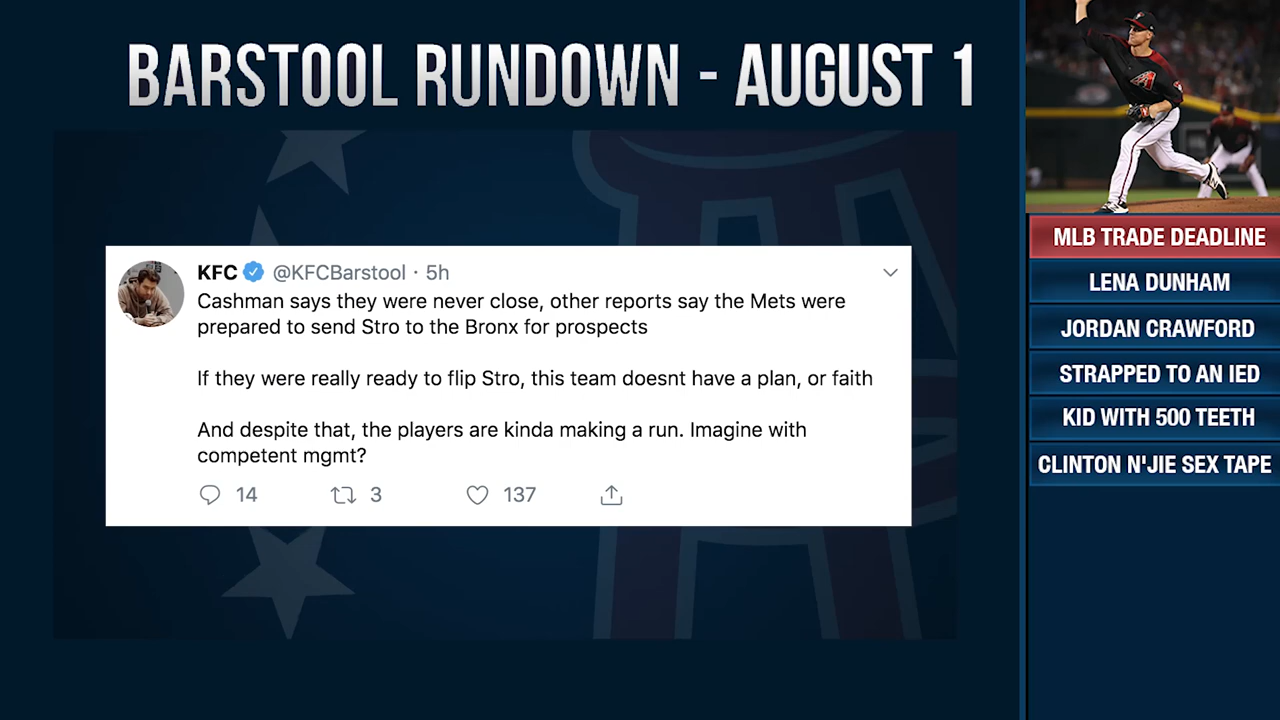 BARSTOOL RUNDOWN - AUGUST 1
KFC @KFCBarstool · 5h
Cashman says they were never close, other reports say the Mets were
prepared to send Stro to the Bronx for prospects
If they were really ready to flip Stro, this team doesnt have a plan, or faith
And despite that, the players are kinda making a run. Imagine with
competent mgmt?
14 3 137
MLB TRADE DEADLINE
LENA DUNHAM
JORDAN CRAWFORD
STRAPPED TO AN IED
KID WITH 500 TEETH
CLINTON N'JIE SEX TAPE